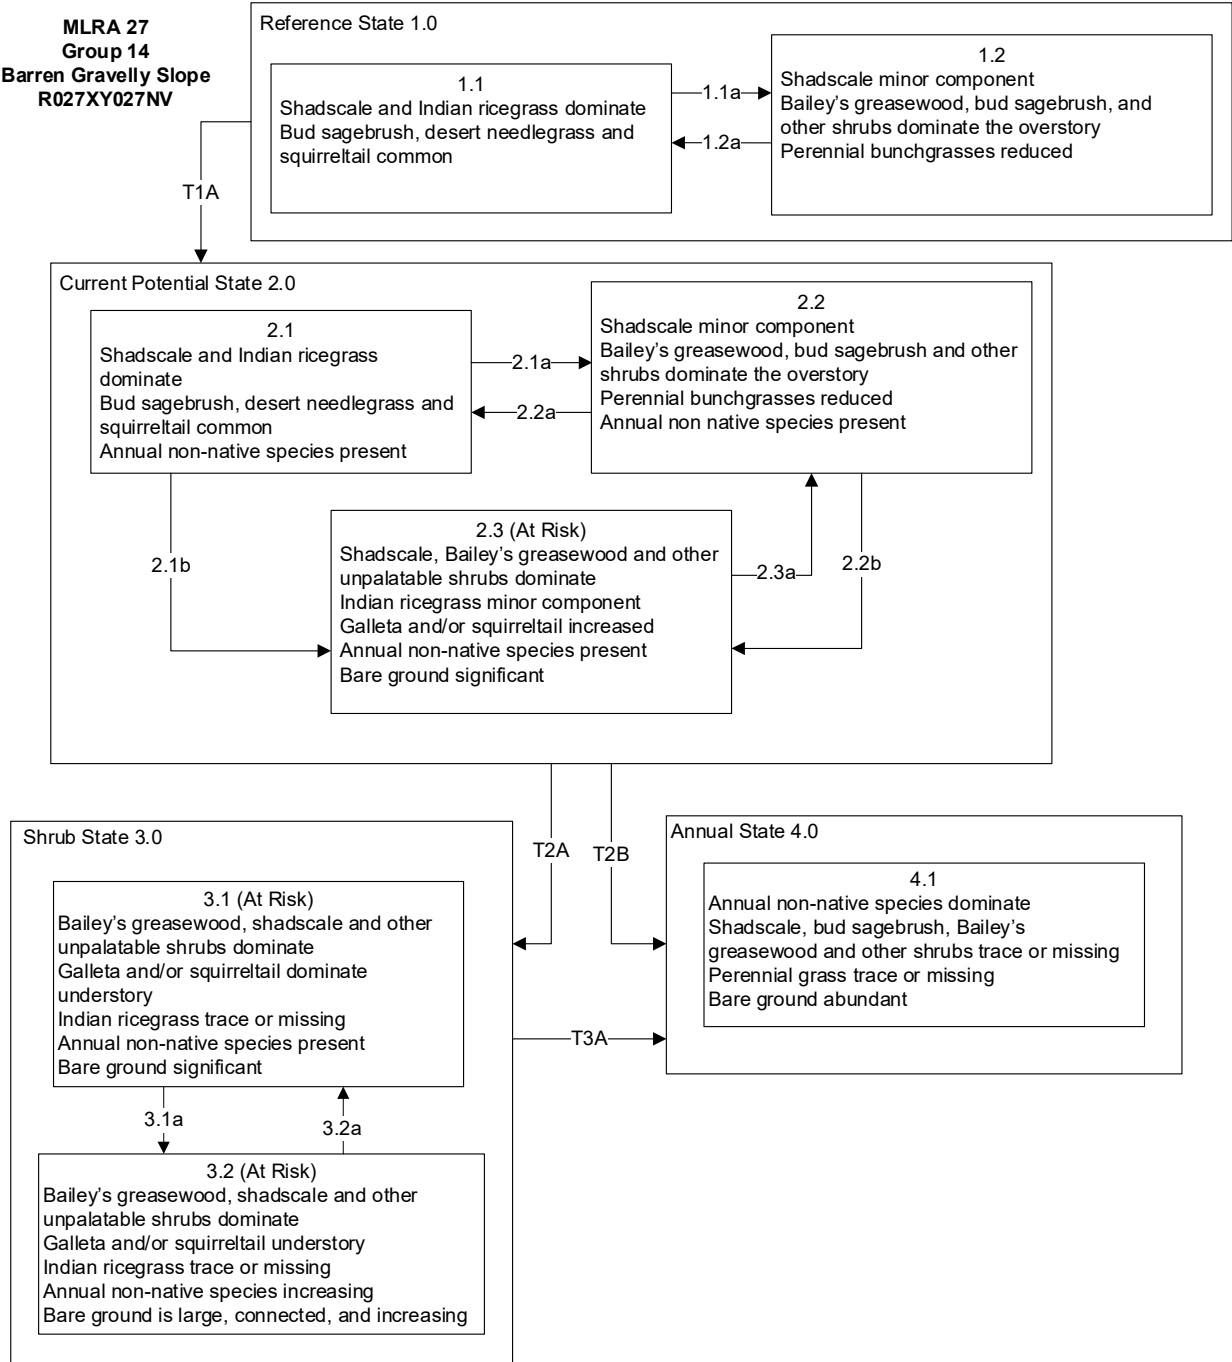 MLRA 27
Group 14
Barren Gravelly Slope
R027XY027NV
Reference State 1.0
1.1
Shadscale and Indian ricegrass dominate
Bud sagebrush, desert needlegrass and
squirreltail common
1.1a
1.2a
1.2
Shadscale minor component
Bailey's greasewood, bud sagebrush, and
other shrubs dominate the overstory
Perennial bunchgrasses reduced
T1A
Current Potential State 2.0
2.1
Shadscale and Indian ricegrass
dominate
Bud sagebrush, desert needlegrass and
squirreltail common
Annual non-native species present
2.1a
2.2a
2.2
Shadscale minor component
Bailey's greasewood, bud sagebrush and other
shrubs dominate the overstory
Perennial bunchgrasses reduced
Annual non native species present
2.1b
2.3 (At Risk)
Shadscale, Bailey's greasewood and other
unpalatable shrubs dominate
Indian ricegrass minor component
Galleta and/or squirreltail increased
Annual non-native species present
Bare ground significant
2.3a
2.2b
T2A
T2B
Shrub State 3.0
3.1 (At Risk)
Bailey's greasewood, shadscale and other
unpalatable shrubs dominate
Galleta and/or squirreltail dominate
understory
Indian ricegrass trace or missing
Annual non-native species present
Bare ground significant
3.1a
3.2a
3.2 (At Risk)
Bailey's greasewood, shadscale and other
unpalatable shrubs dominate
Galleta and/or squirreltail understory
Indian ricegrass trace or missing
Annual non-native species increasing
Bare ground is large, connected, and increasing
T3A
Annual State 4.0
4.1
Annual non-native species dominate
Shadscale, bud sagebrush, Bailey's
greasewood and other shrubs trace or missing
Perennial grass trace or missing
Bare ground abundant